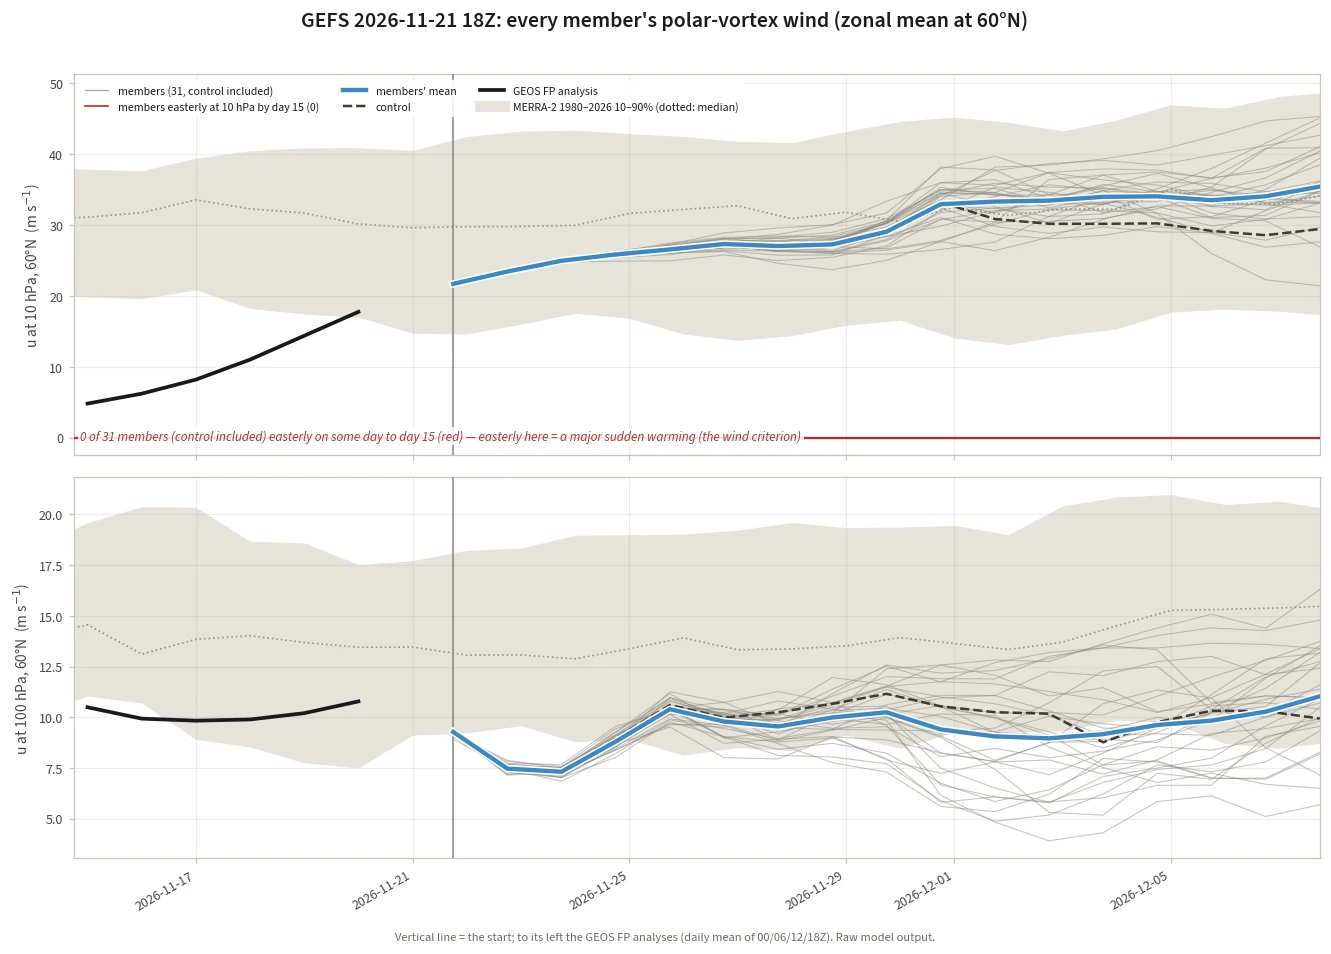 GEFS 2026-11-21 18Z: every member's polar-vortex wind (zonal mean at 60°N)
members (31, control included)
members easterly at 10 hPa by day 15 (0)
members' mean
control
GEOS FP analysis
MERRA-2 1980–2026 10–90% (dotted: median)
u at 10 hPa, 60°N (m s⁻¹)
50
40
30
20
10
0
0 of 31 members (control included) easterly on some day to day 15 (red) — easterly here = a major sudden warming (the wind criterion)
u at 100 hPa, 60°N (m s⁻¹)
20.0
17.5
15.0
12.5
10.0
7.5
5.0
2026-11-17
2026-11-21
2026-11-25
2026-11-29
2026-12-01
2026-12-05
Vertical line = the start; to its left the GEOS FP analyses (daily mean of 00/06/12/18Z). Raw model output.